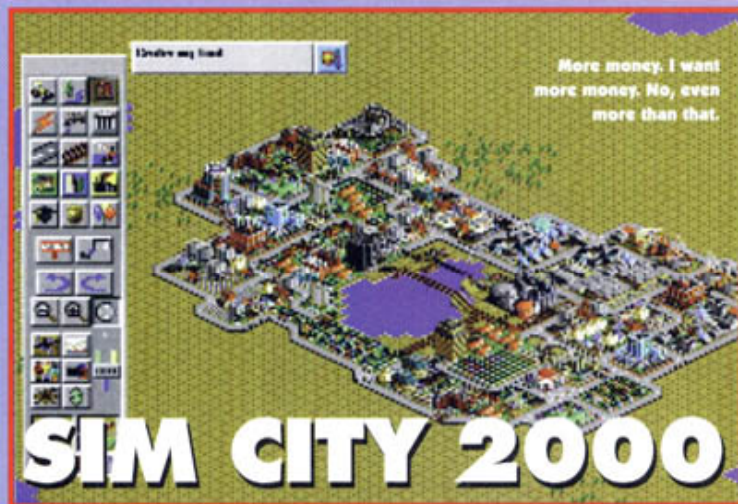 More money. I want
more money. No, even
more than that.
SIM CITY 2000